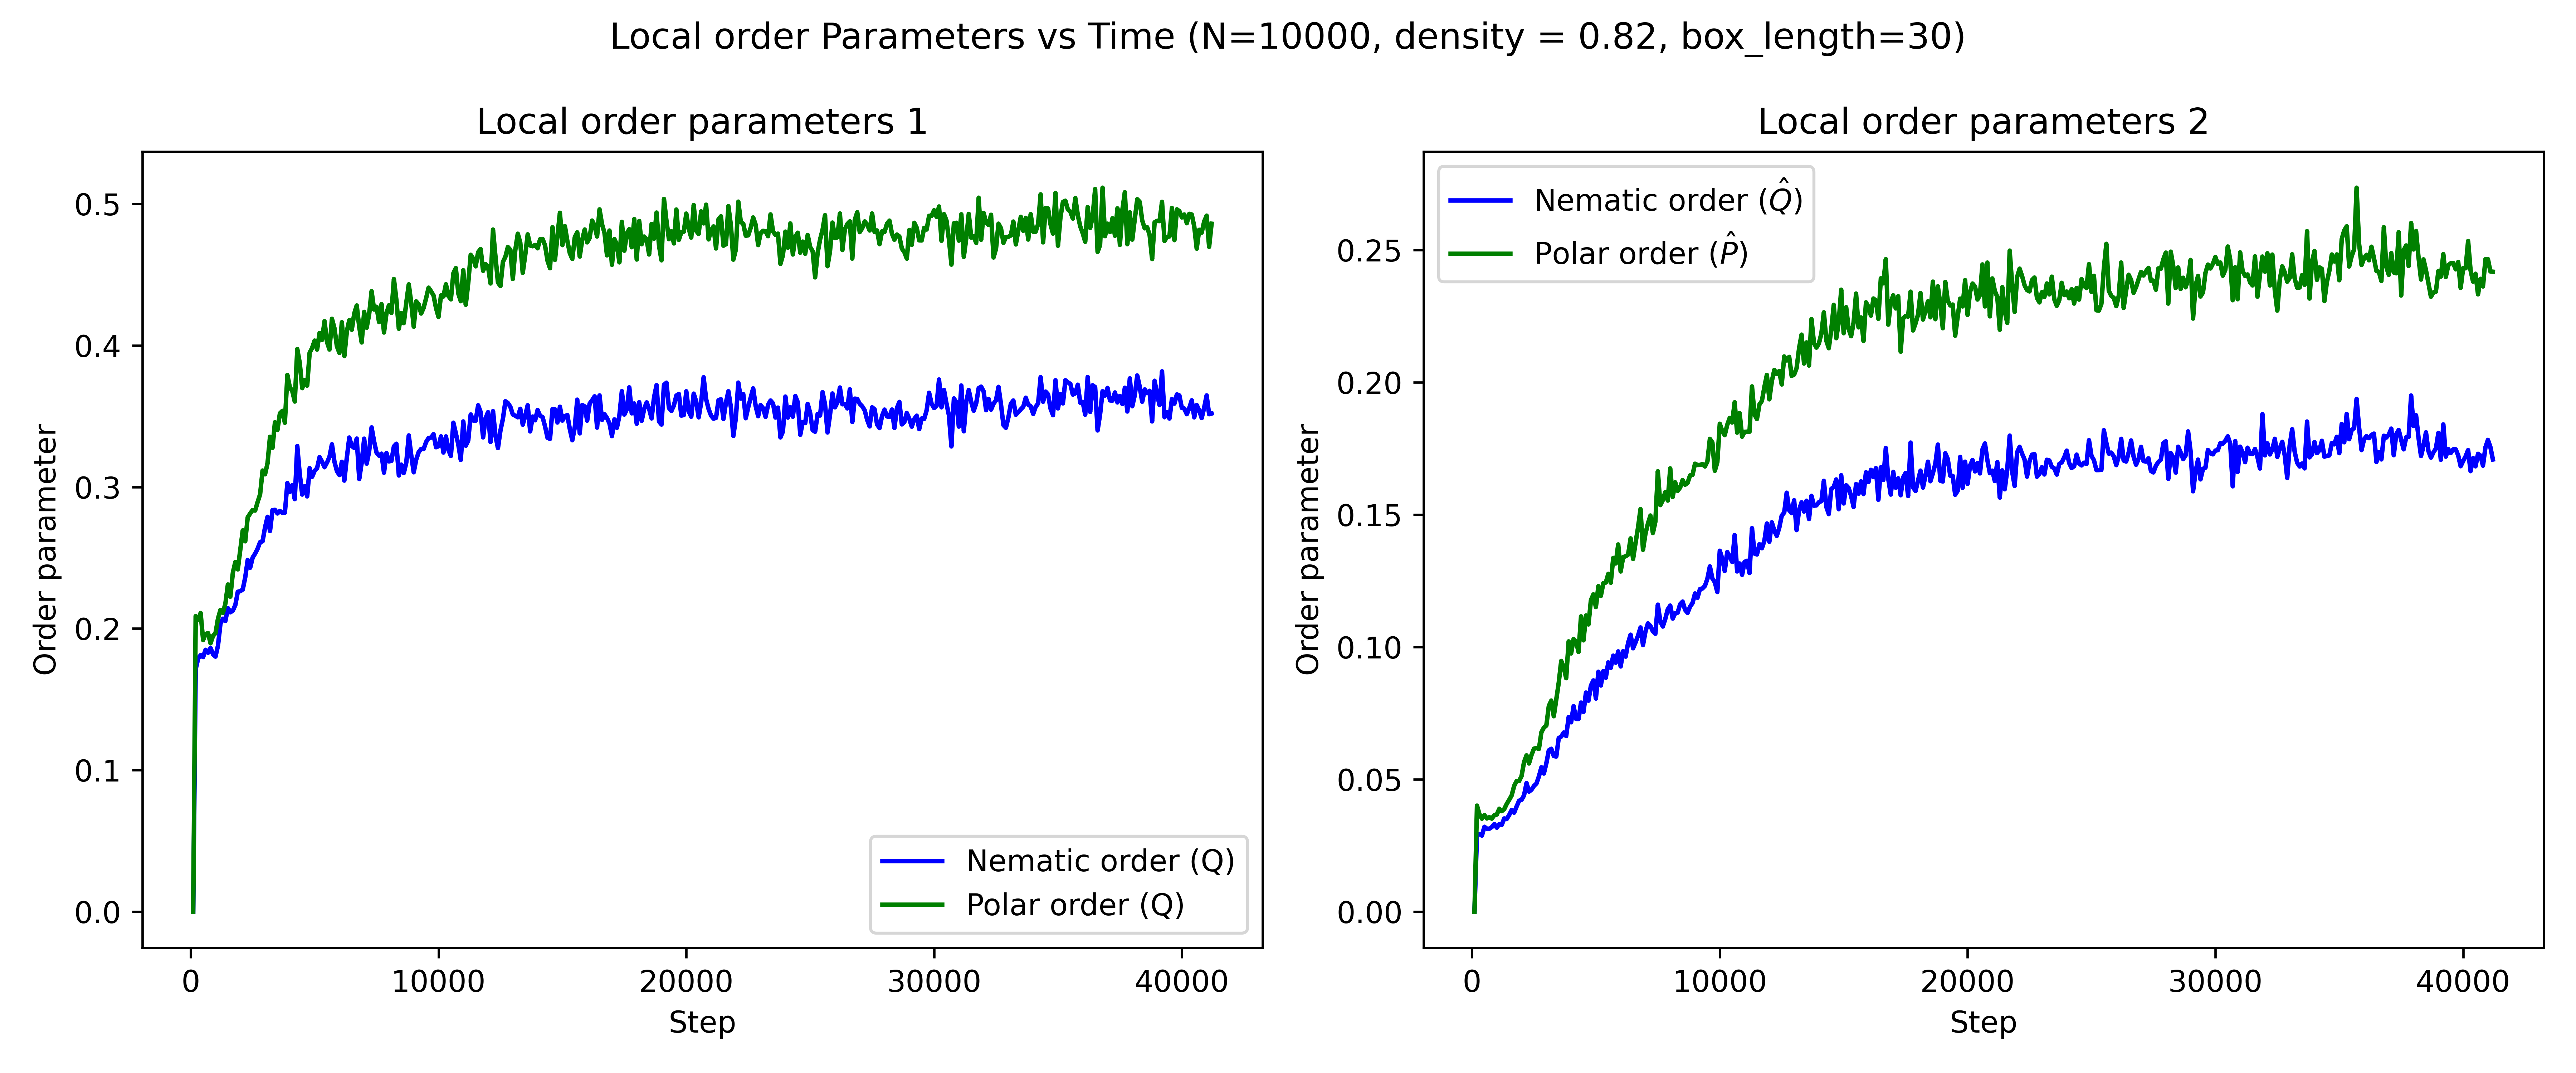 Local order Parameters vs Time (N=10000, density = 0.82, box_length=30)
Local order parameters 1
Order parameter
0.5
0.4
0.3
0.2
0.1
0.0
Nematic order (Q)
Polar order (Q)
0
10000
20000
30000
40000
Step
Local order parameters 2
Order parameter
0.25
0.20
0.15
0.10
0.05
0.00
Nematic order (Q̂)
Polar order (P̂)
0
10000
20000
30000
40000
Step